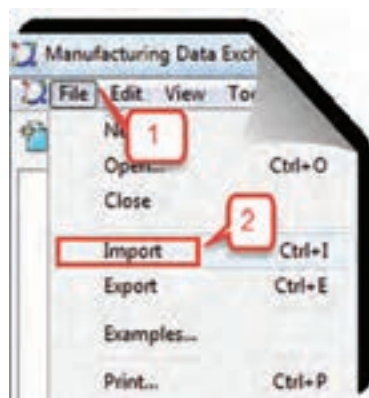 Manufacturing Data Exch
File Edit View
1
Open... Ctrl+O
Close
2
Import Ctrl+I
Export Ctrl+E
Examples...
Print... Ctrl+P